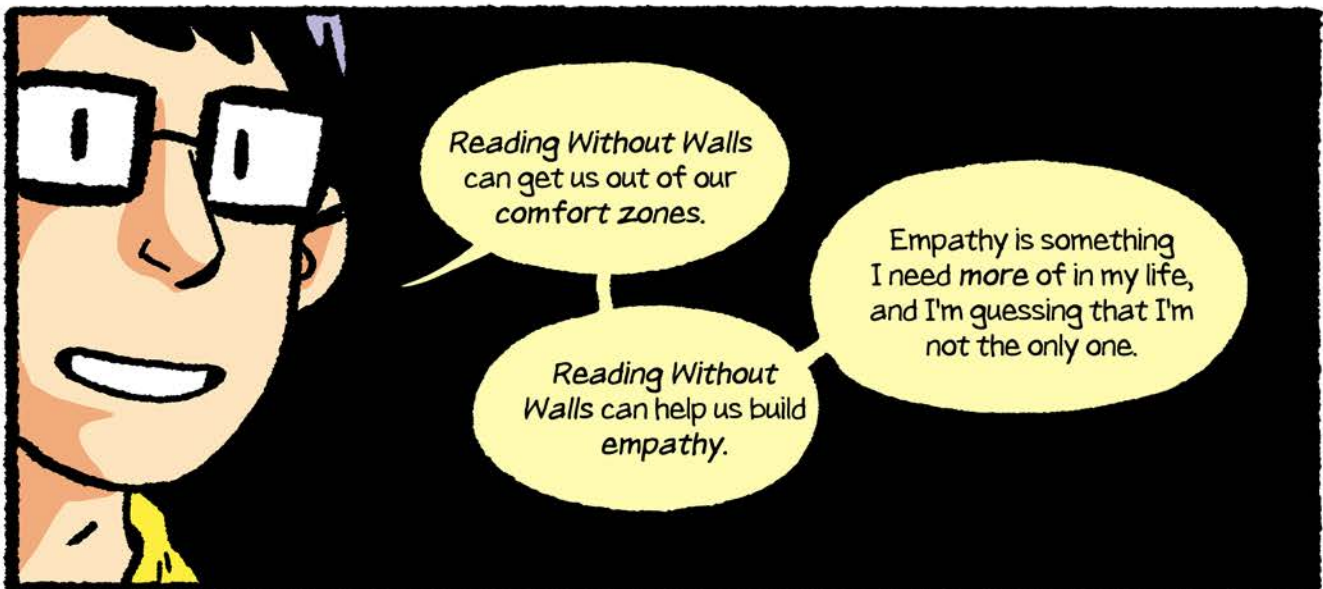 Reading Without Walls
can get us out of our
comfort zones.
Reading Without
Walls can help us build
empathy.
Empathy is something
I need more of in my life,
and I'm guessing that I'm
not the only one.